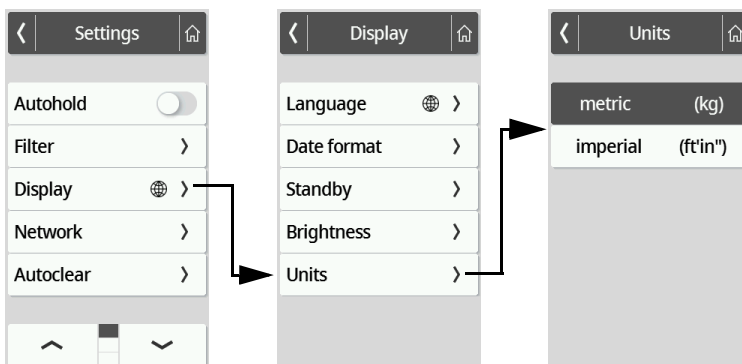 Settings
Autohold
Filter
Display
Network
Autoclear
Display
Language
Date format
Standby
Brightness
Units
Units
metric (kg)
imperial (ft'in")